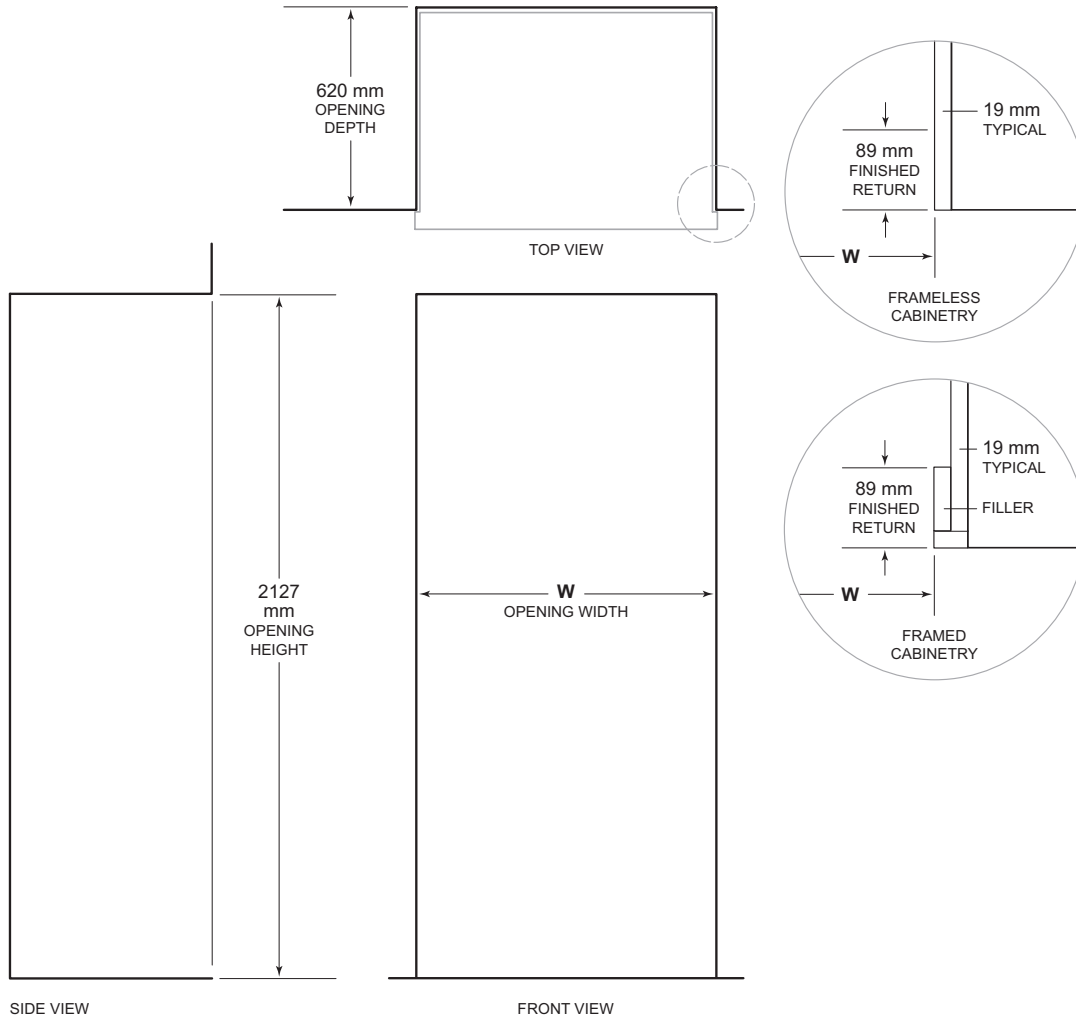 620 mm
OPENING
DEPTH
TOP VIEW
19 mm
TYPICAL
89 mm
FINISHED
RETURN
W
FRAMELESS
CABINETRY
19 mm
TYPICAL
89 mm
FINISHED
RETURN
FILLER
W
FRAMED
CABINETRY
2127
mm
OPENING
HEIGHT
W
OPENING WIDTH
SIDE VIEW
FRONT VIEW